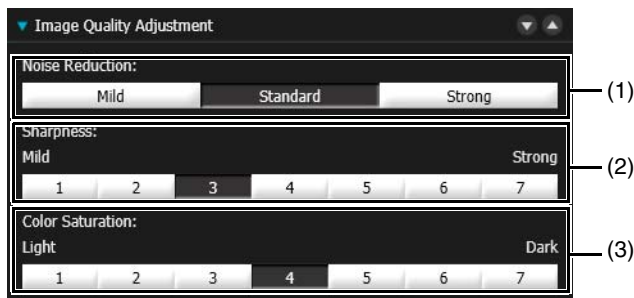 Image Quality Adjustment
Noise Reduction:
Mild Standard Strong
(1)
Sharpness:
Mild Strong
(2)
1 2 3 4 5 6 7
Color Saturation:
Light Dark
(3)
1 2 3 4 5 6 7